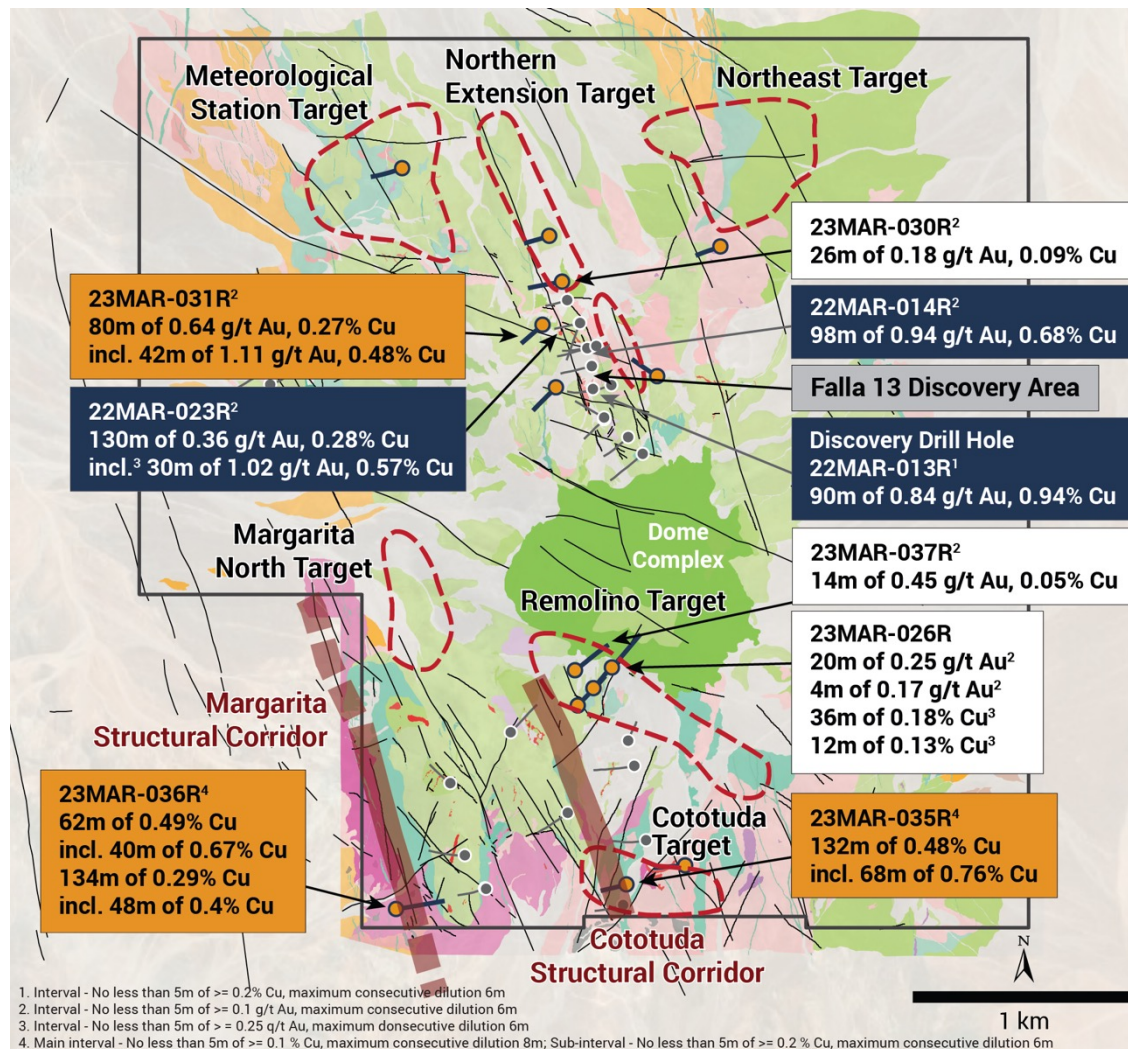 Meteorological
Station Target
Northern
Extension Target
Northeast Target
23MAR-030R²
26m of 0.18 g/t Au, 0.09% Cu
23MAR-031R²
80m of 0.64 g/t Au, 0.27% Cu
incl. 42m of 1.11 g/t Au, 0.48% Cu
22MAR-014R²
98m of 0.94 g/t Au, 0.68% Cu
Falla 13 Discovery Area
22MAR-023R²
130m of 0.36 g/t Au, 0.28% Cu
incl.³ 30m of 1.02 g/t Au, 0.57% Cu
Discovery Drill Hole
22MAR-013R¹
90m of 0.84 g/t Au, 0.94% Cu
Dome
Complex
Margarita
North Target
23MAR-037R²
14m of 0.45 g/t Au, 0.05% Cu
Remolino Target
23MAR-026R
20m of 0.25 g/t Au²
4m of 0.17 g/t Au²
36m of 0.18% Cu³
12m of 0.13% Cu³
Margarita
Structural Corridor
23MAR-036R⁴
62m of 0.49% Cu
incl. 40m of 0.67% Cu
134m of 0.29% Cu
incl. 48m of 0.4% Cu
Cototuda
Target
23MAR-035R⁴
132m of 0.48% Cu
incl. 68m of 0.76% Cu
Cototuda
Structural Corridor
N
1 km
1. Interval - No less than 5m of >= 0.2% Cu, maximum consecutive dilution 6m
2. Interval - No less than 5m of >= 0.1 g/t Au, maximum consecutive dilution 6m
3. Interval - No less than 5m of > = 0.25 q/t Au, maximum donsecutive dilution 6m
4. Main interval - No less than 5m of >= 0.1 % Cu, maximum consecutive dilution 8m; Sub-interval - No less than 5m of >= 0.2 % Cu, maximum consecutive dilution 6m